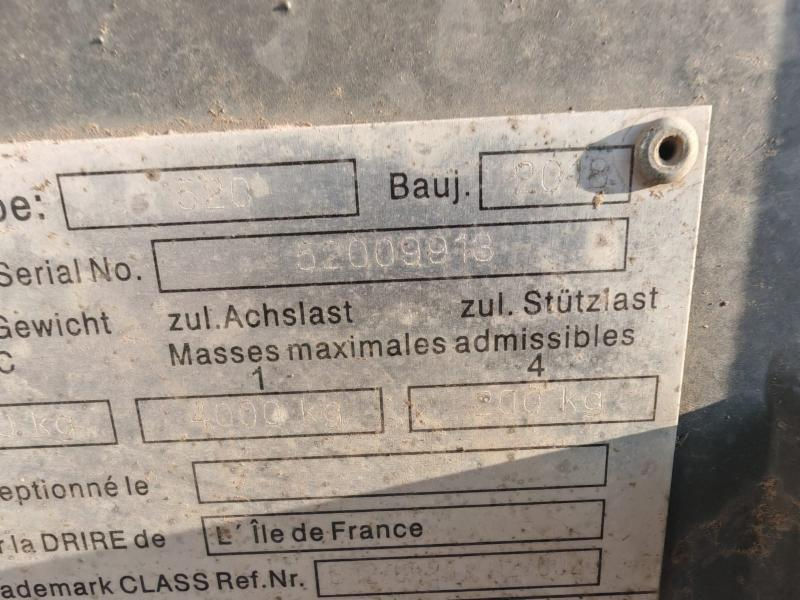 pe: 520 Bauj. 2018
Serial No. 52009913
Gewicht zul.Achslast zul. Stützlast
C Masses maximales admissibles
1 4
0 kg 4000 kg kg
eptionné le
r la DRIRE de L´ Île de France
ademark CLASS Ref.Nr.